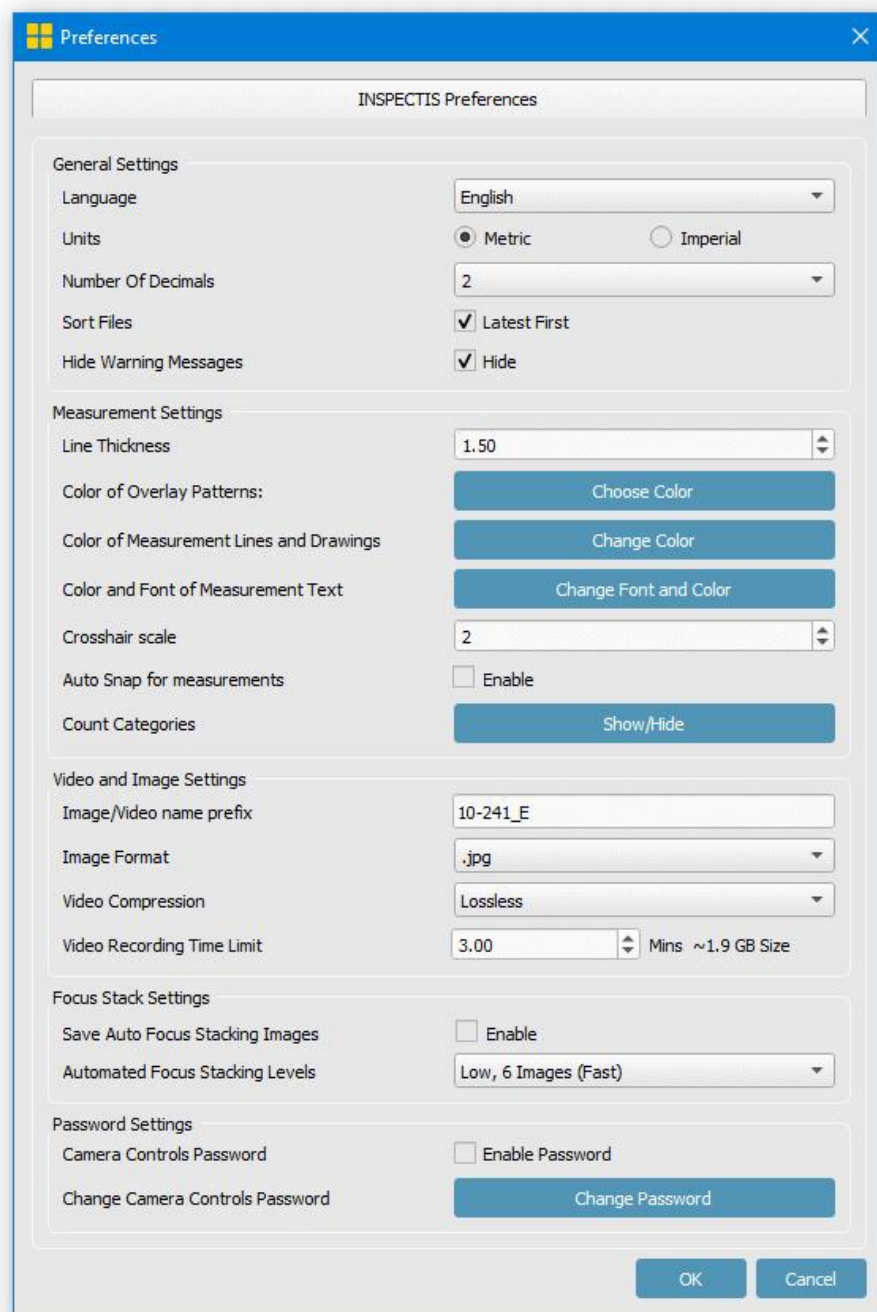 Preferences
INSPECTIS Preferences
General Settings
Language English
Units Metric Imperial
Number Of Decimals 2
Sort Files Latest First
Hide Warning Messages Hide
Measurement Settings
Line Thickness 1.50
Color of Overlay Patterns: Choose Color
Color of Measurement Lines and Drawings Change Color
Color and Font of Measurement Text Change Font and Color
Crosshair scale 2
Auto Snap for measurements Enable
Count Categories Show/Hide
Video and Image Settings
Image/Video name prefix 10-241_E
Image Format .jpg
Video Compression Lossless
Video Recording Time Limit 3.00 Mins ~1.9 GB Size
Focus Stack Settings
Save Auto Focus Stacking Images Enable
Automated Focus Stacking Levels Low, 6 Images (Fast)
Password Settings
Camera Controls Password Enable Password
Change Camera Controls Password Change Password
OK Cancel